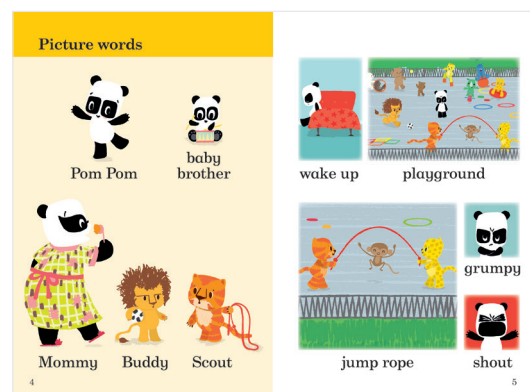 Picture words
Pom Pom
baby
brother
Mommy
Buddy
Scout
4
wake up
playground
jump rope
grumpy
shout
5